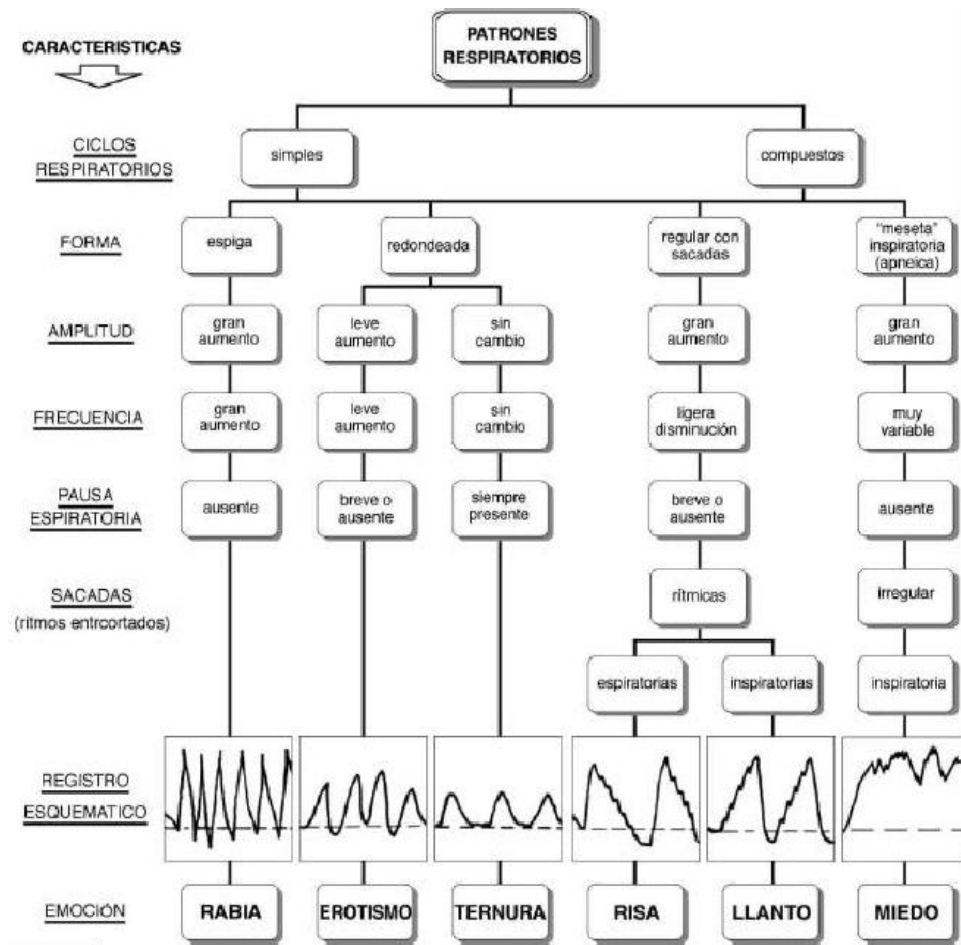 PATRONES
RESPIRATORIOS
CARACTERISTICAS
CICLOS
RESPIRATORIOS
simples
compuestos
FORMA
espiga
redondeada
regular con
sacadas
"meseta"
inspiratoria
(apneica)
AMPLITUD
gran
aumento
leve
aumento
sin
cambio
gran
aumento
gran
aumento
FRECUENCIA
gran
aumento
leve
aumento
sin
cambio
ligera
disminución
muy
variable
PAUSA
ESPIRATORIA
ausente
breve o
ausente
siempre
presente
breve o
ausente
ausente
SACADAS
(ritmos entrcortados)
rítmicas
irregular
espiratorias
inspiratorias
inspiratoria
REGISTRO
ESQUEMATICO
EMOCIÓN
RABIA
EROTISMO
TERNURA
RISA
LLANTO
MIEDO